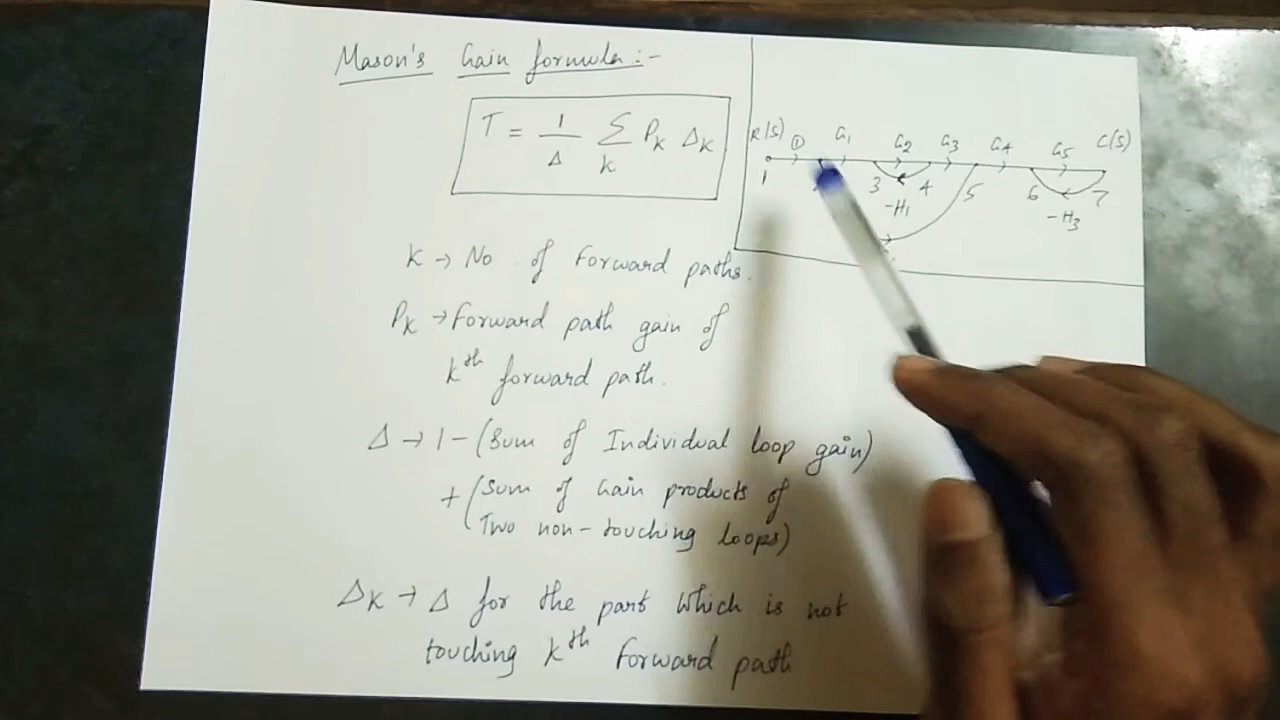 Mason's Gain formula :-
T = 1/Δ Σ_K P_K Δ_K
K → No of Forward paths.
P_K → Forward path gain of
K^th forward path.
Δ → 1 - (Sum of Individual loop gain)
+ (Sum of Gain products of
Two non-touching loops)
Δ_K → Δ for the part which is not
touching K^th Forward path
R(S) ① G1 G2 G3 G4 G5 C(S)
1 3 4 5 6 7
-H1 -H3